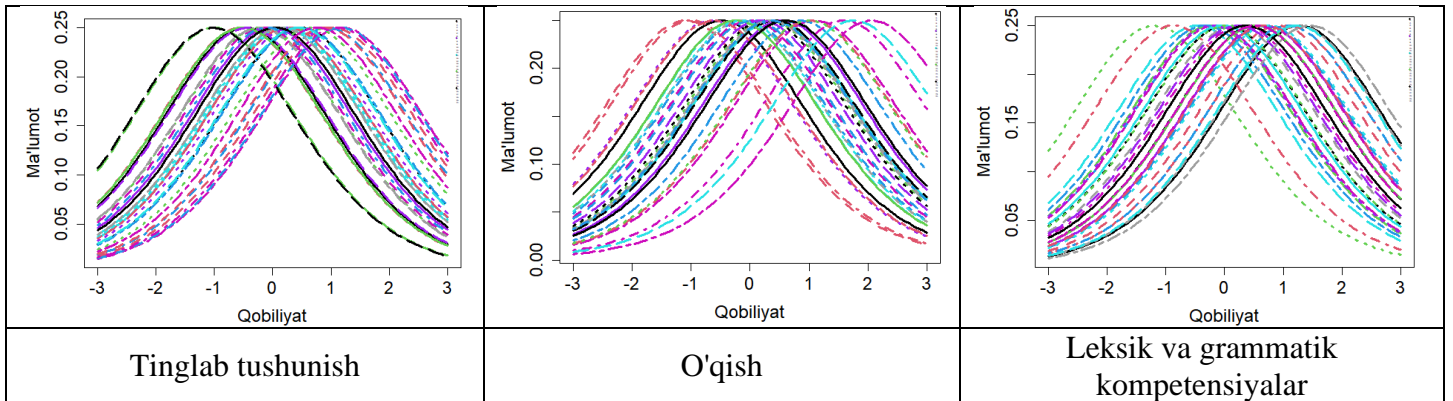 0.25
0.20
0.15
0.10
0.05
Ma'lumot
-3 -2 -1 0 1 2 3
Qobiliyat
0.20
0.10
0.00
Ma'lumot
-3 -2 -1 0 1 2 3
Qobiliyat
0.25
0.15
0.05
Ma'lumot
-3 -2 -1 0 1 2 3
Qobiliyat
Tinglab tushunish
O'qish
Leksik va grammatik
kompetensiyalar